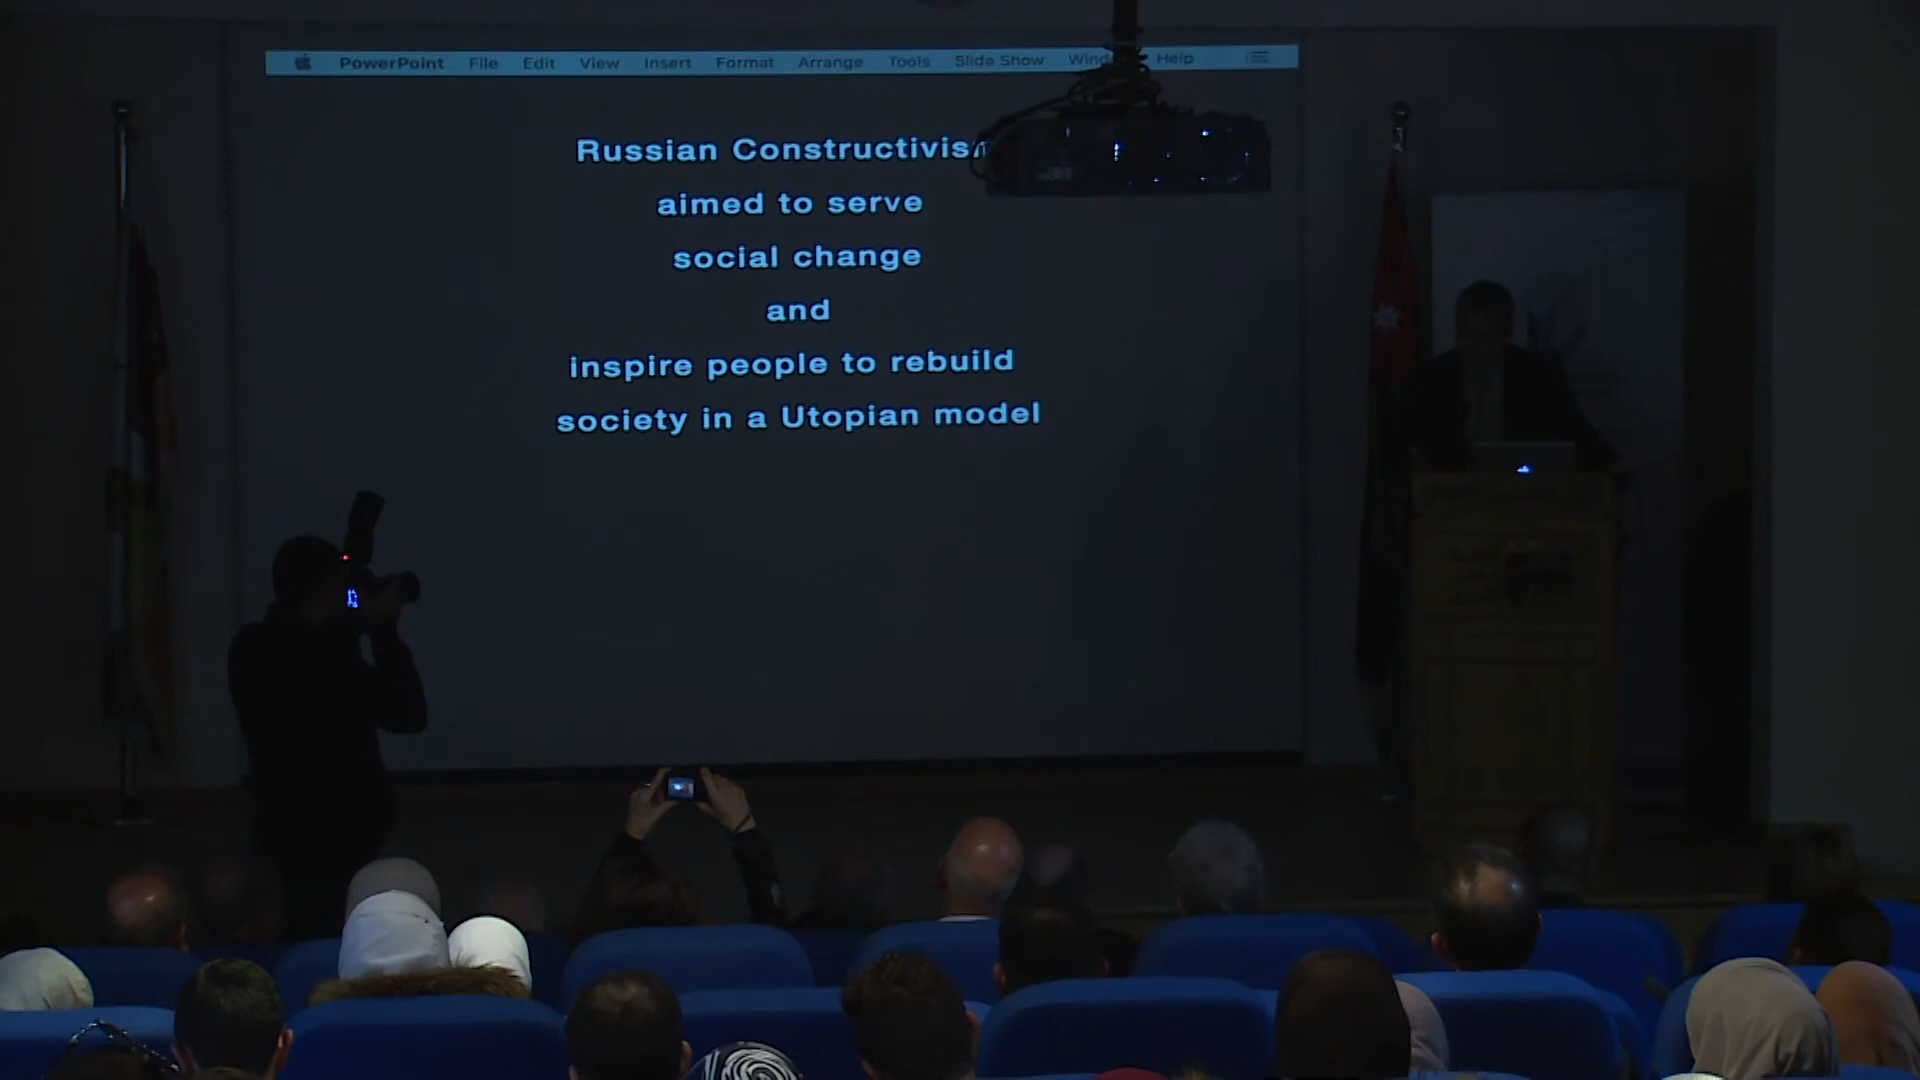 PowerPoint File Edit View Insert Format Arrange Tools Slide Show Help
Russian Constructivism
aimed to serve
social change
and
inspire people to rebuild
society in a Utopian model